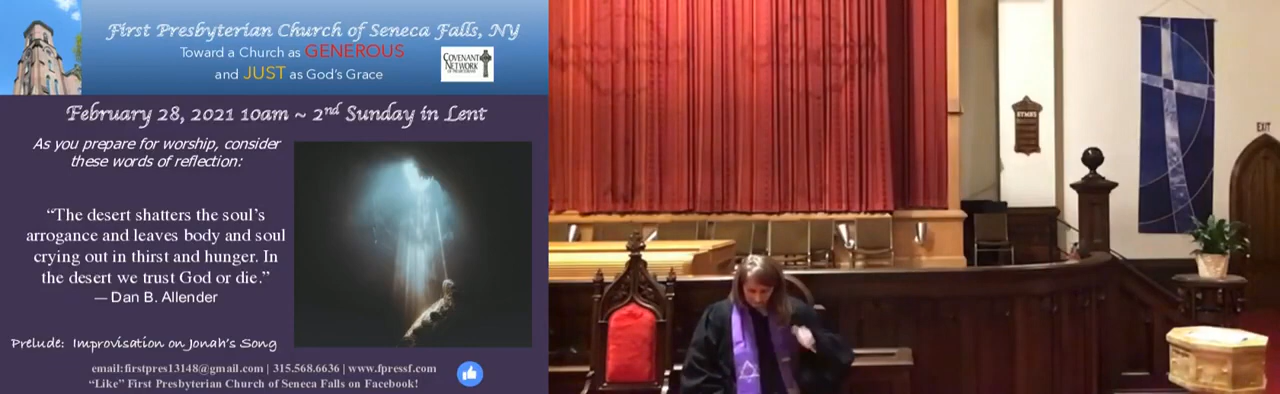 First Presbyterian Church of Seneca Falls, NY
Toward a Church as GENEROUS
and JUST as God's Grace
COVENANT
NETWORK
February 28, 2021 10am ~ 2nd Sunday in Lent
As you prepare for worship, consider
these words of reflection:
“The desert shatters the soul’s
arrogance and leaves body and soul
crying out in thirst and hunger. In
the desert we trust God or die.”
— Dan B. Allender
Prelude: Improvisation on Jonah's Song
email:firstpres13148@gmail.com | 315.568.6636 | www.fpressf.com
“Like” First Presbyterian Church of Seneca Falls on Facebook!
HYMNS
EXIT